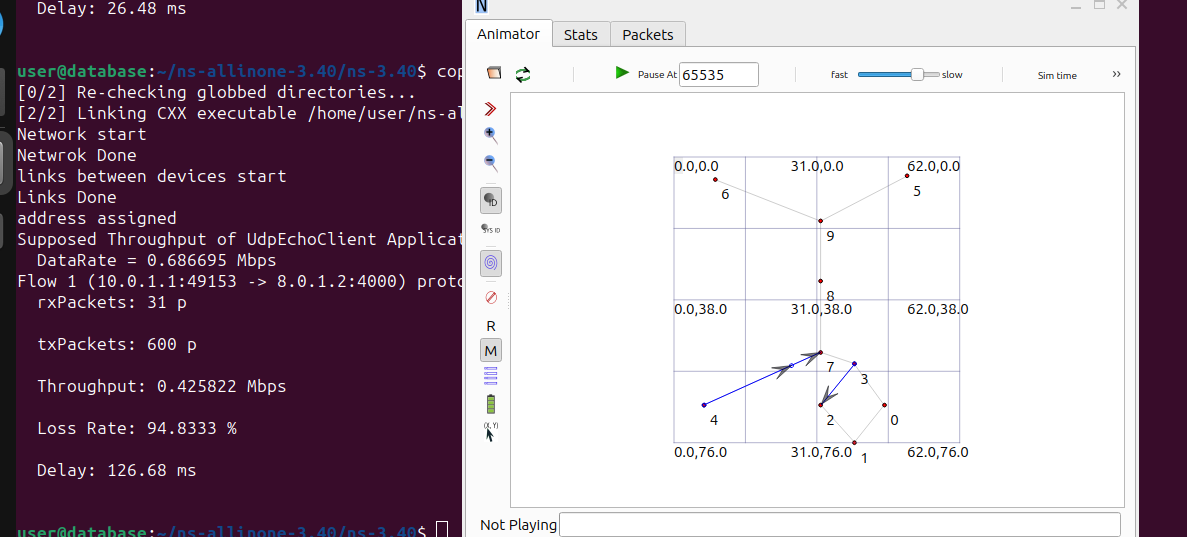 Delay: 26.48 ms
user@database:~/ns-allinone-3.40/ns-3.40$ cop
[0/2] Re-checking globbed directories...
[2/2] Linking CXX executable /home/user/ns-al
Network start
Netwrok Done
links between devices start
Links Done
address assigned
Supposed Throughput of UdpEchoClient Applicat
DataRate = 0.686695 Mbps
Flow 1 (10.0.1.1:49153 -> 8.0.1.2:4000) proto
rxPackets: 31 p
txPackets: 600 p
Throughput: 0.425822 Mbps
Loss Rate: 94.8333 %
Delay: 126.68 ms
user@database:~/ns-allinone-3.40/ns-3.40$
N
Animator Stats Packets
Pause At 65535 fast slow Sim time »
ID
SYS ID
R
M
(X, Y)
0.0,0.0 31.0,0.0 62.0,0.0
6 5
9
8
0.0,38.0 31.0,38.0 62.0,38.0
7
3
4 2 0
0.0,76.0 31.0,76.0 62.0,76.0
1
Not Playing